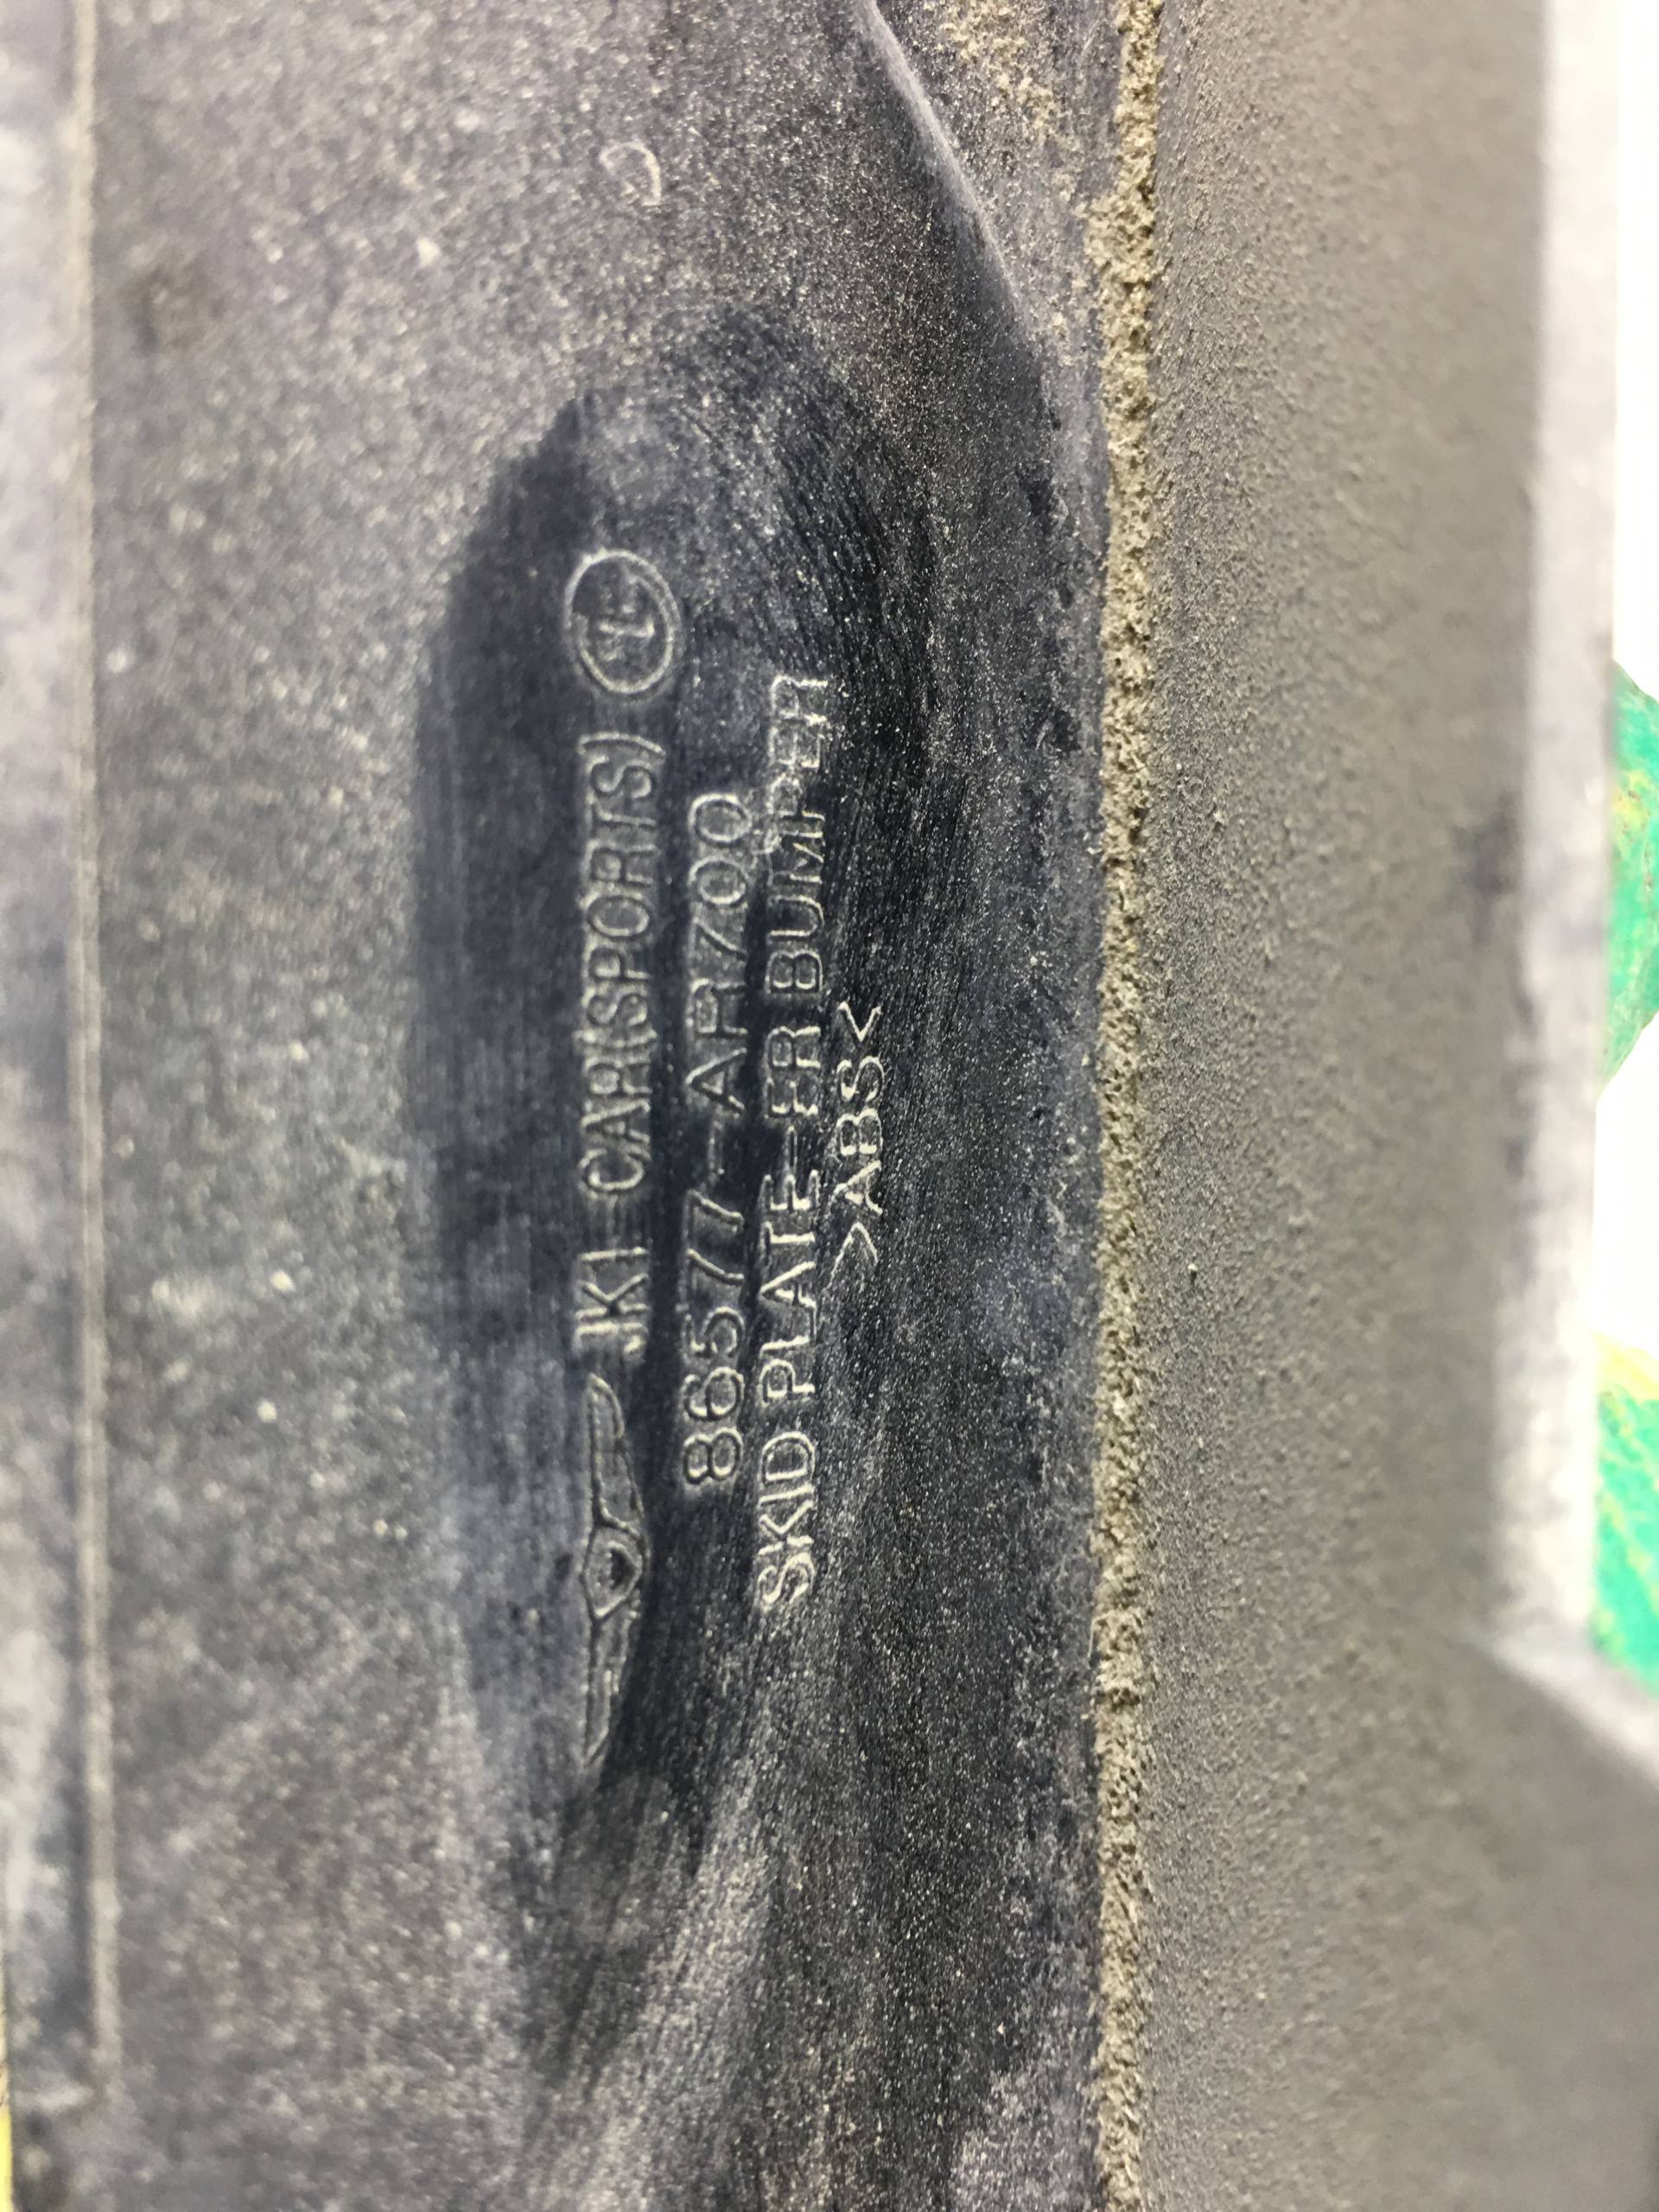 JK1 CAR(SPORTS)
86577-AR700
SKID PLATE-FR BUMPER
>ABS<